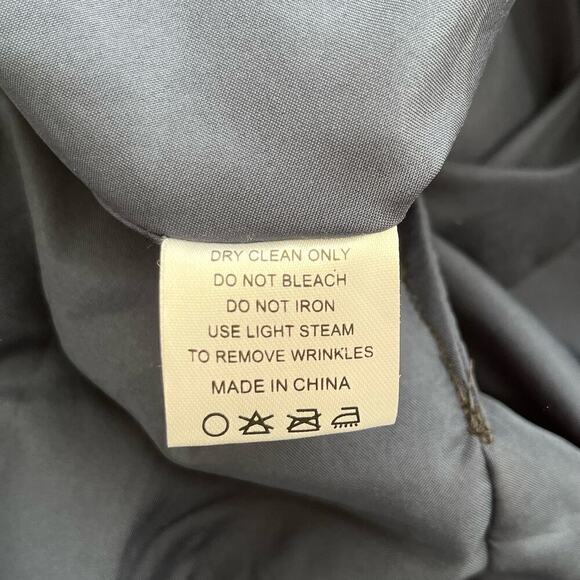 DRY CLEAN ONLY
DO NOT BLEACH
DO NOT IRON
USE LIGHT STEAM
TO REMOVE WRINKLES
MADE IN CHINA